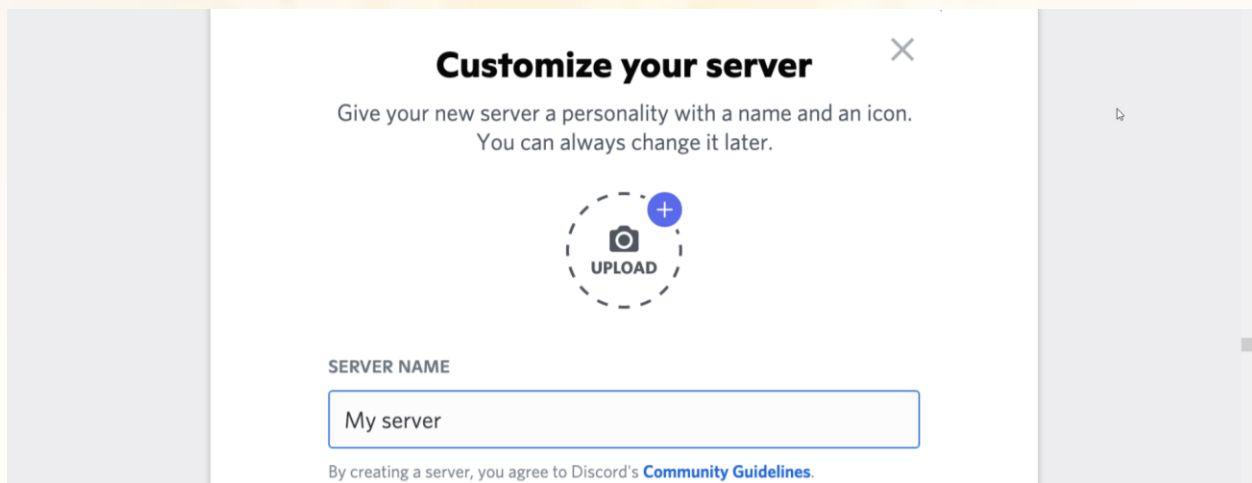 Customize your server
Give your new server a personality with a name and an icon.
You can always change it later.
UPLOAD
SERVER NAME
My server
By creating a server, you agree to Discord's Community Guidelines.